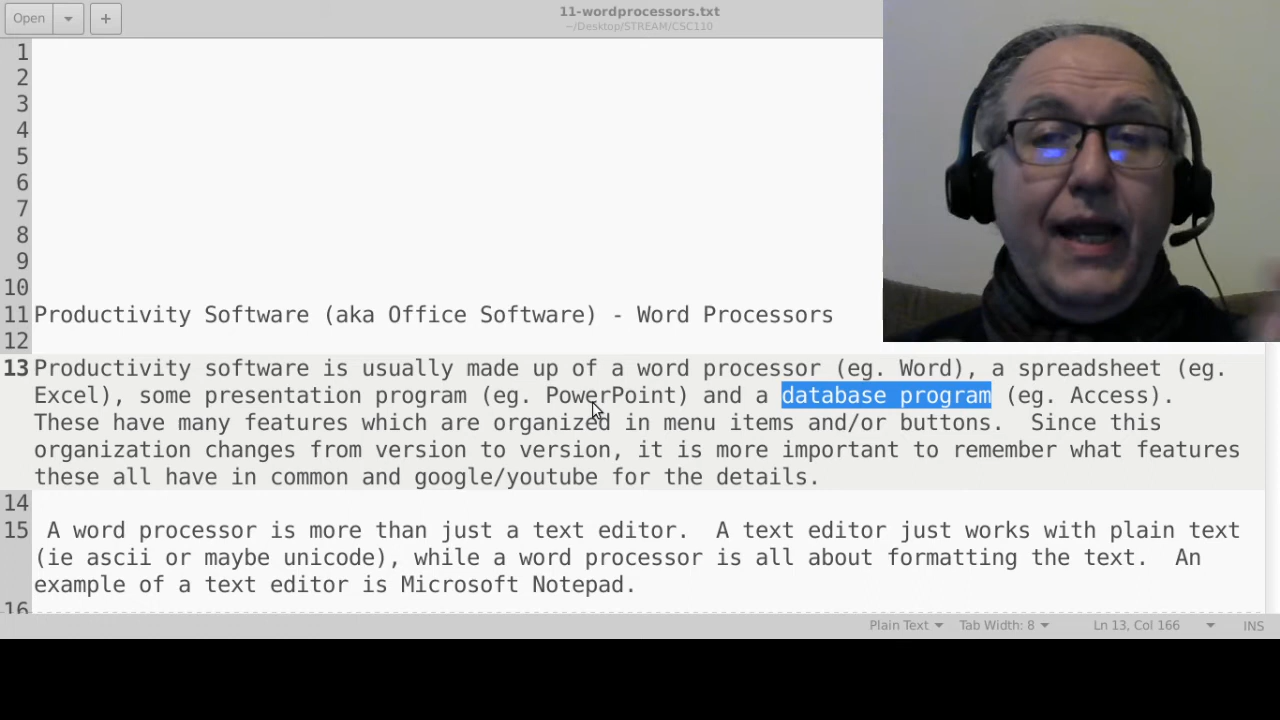 Open
+
11-wordprocessors.txt
~/Desktop/STREAM/CSC110
1
2
3
4
5
6
7
8
9
10
11 Productivity Software (aka Office Software) - Word Processors
12
13 Productivity software is usually made up of a word processor (eg. Word), a spreadsheet (eg.
Excel), some presentation program (eg. PowerPoint) and a database program (eg. Access).
These have many features which are organized in menu items and/or buttons.  Since this
organization changes from version to version, it is more important to remember what features
these all have in common and google/youtube for the details.
14
15  A word processor is more than just a text editor.  A text editor just works with plain text
(ie ascii or maybe unicode), while a word processor is all about formatting the text.  An
example of a text editor is Microsoft Notepad.
16
Plain Text Tab Width: 8 Ln 13, Col 166 INS